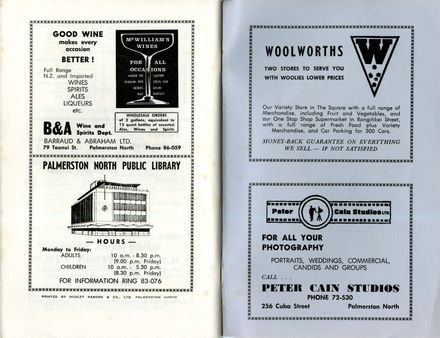 GOOD WINE
makes every
occasion
BETTER !
Full Range
N.Z. and Imported
WINES
SPIRITS
ALES
LIQUEURS
etc.
McWILLIAM'S
WINES
FOR ALL
OCCASIONS
WHOLESALE ORDERS
of 2 gallons, equivalent to
12 quart bottles of assorted
Ales, Wines and Spirits
B&A Wine and
Spirits Dept.
BARRAUD & ABRAHAM LTD.
79 Taonui St. Palmerston North Phone 86-059
PALMERSTON NORTH PUBLIC LIBRARY
— HOURS —
Monday to Friday:
ADULTS 10 a.m. - 8.30 p.m.
(9.00 p.m. Friday)
CHILDREN 10 a.m. - 5.30 p.m.
(8.30 p.m. Friday)
FOR INFORMATION RING 83-076
PRINTED BY DUDLEY RABONE & CO. LTD. PALMERSTON NORTH
WOOLWORTHS
TWO STORES TO SERVE YOU
WITH WOOLIES LOWER PRICES
W
Our Variety Store in The Square with a full range of
Merchandise, including Fruit and Vegetables, and
our One Stop Shop Supermarket in Rangitikei Street,
with a full range of Fresh Food plus Variety
Merchandise, and Car Parking for 300 Cars.
MONEY-BACK GUARANTEE ON EVERYTHING
WE SELL — IF NOT SATISFIED
Peter Cain Studios LTD.
FOR ALL YOUR
PHOTOGRAPHY
PORTRAITS, WEDDINGS, COMMERCIAL,
CANDIDS AND GROUPS
CALL . . .
PETER CAIN STUDIOS
PHONE 72-530
256 Cuba Street Palmerston North